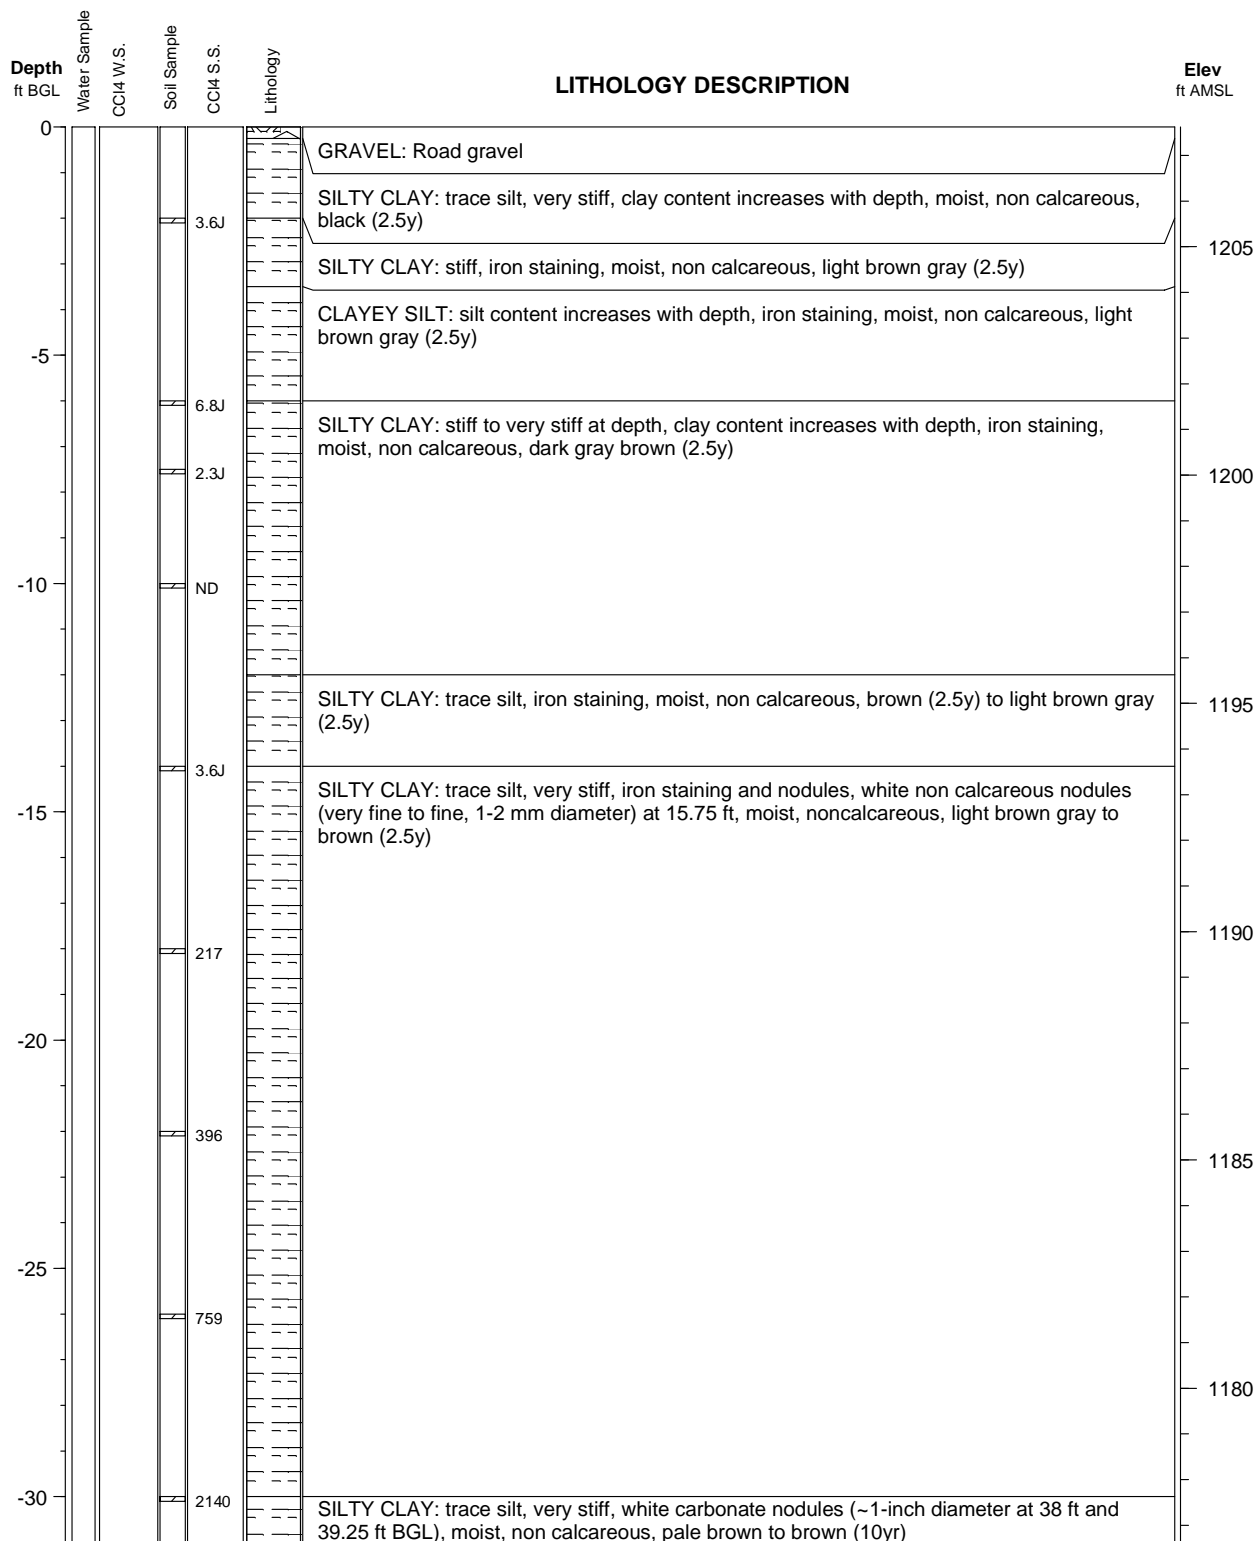 Depth
ft BGL
Water Sample
CCl4 W.S.
Soil Sample
CCl4 S.S.
Lithology
LITHOLOGY DESCRIPTION
Elev
ft AMSL
0
GRAVEL: Road gravel
SILTY CLAY: trace silt, very stiff, clay content increases with depth, moist, non calcareous,
black (2.5y)
3.6J
1205
SILTY CLAY: stiff, iron staining, moist, non calcareous, light brown gray (2.5y)
CLAYEY SILT: silt content increases with depth, iron staining, moist, non calcareous, light
brown gray (2.5y)
-5
6.8J
SILTY CLAY: stiff to very stiff at depth, clay content increases with depth, iron staining,
moist, non calcareous, dark gray brown (2.5y)
2.3J
1200
-10
ND
SILTY CLAY: trace silt, iron staining, moist, non calcareous, brown (2.5y) to light brown gray
(2.5y)
1195
3.6J
SILTY CLAY: trace silt, very stiff, iron staining and nodules, white non calcareous nodules
(very fine to fine, 1-2 mm diameter) at 15.75 ft, moist, noncalcareous, light brown gray to
brown (2.5y)
-15
1190
217
-20
396
1185
-25
759
1180
-30
2140
SILTY CLAY: trace silt, very stiff, white carbonate nodules (~1-inch diameter at 38 ft and
39.25 ft BGL), moist, non calcareous, pale brown to brown (10yr)